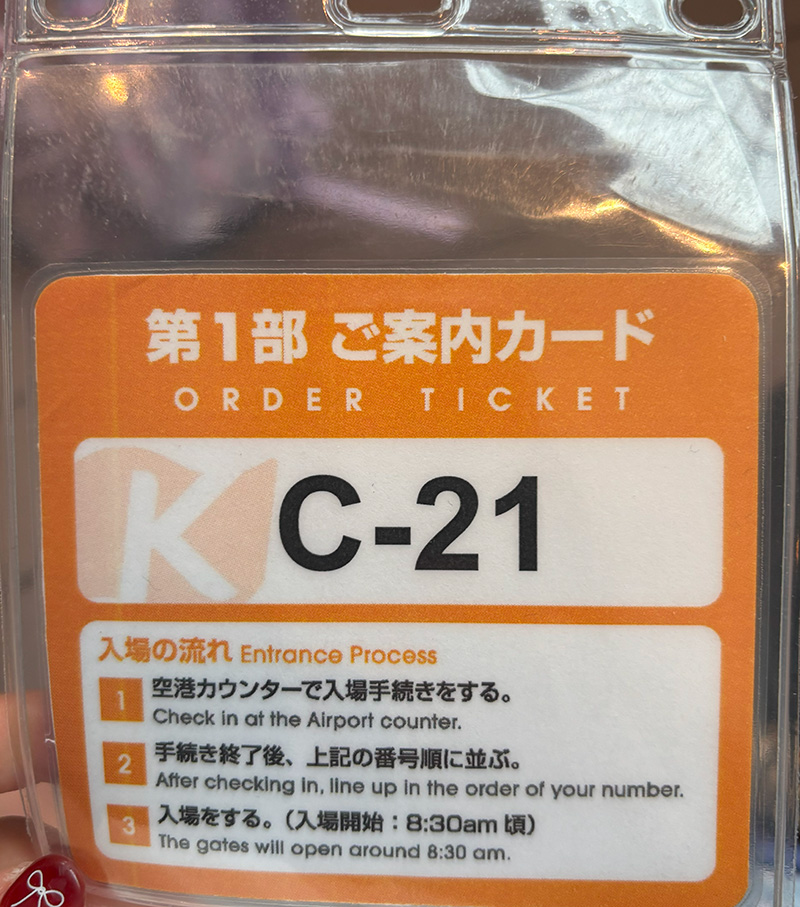 第1部 ご案内カード
ORDER TICKET
K C-21
入場の流れ Entrance Process
1 空港カウンターで入場手続きをする。
Check in at the Airport counter.
2 手続き終了後、上記の番号順に並ぶ。
After checking in, line up in the order of your number.
3 入場をする。（入場開始：8:30am 頃）
The gates will open around 8:30 am.